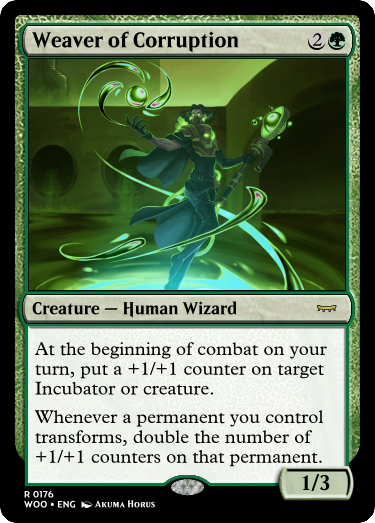 Weaver of Corruption 2
Creature — Human Wizard
At the beginning of combat on your
turn, put a +1/+1 counter on target
Incubator or creature.
Whenever a permanent you control
transforms, double the number of
+1/+1 counters on that permanent.
1/3
R 0176
WOO • ENG Akuma Horus